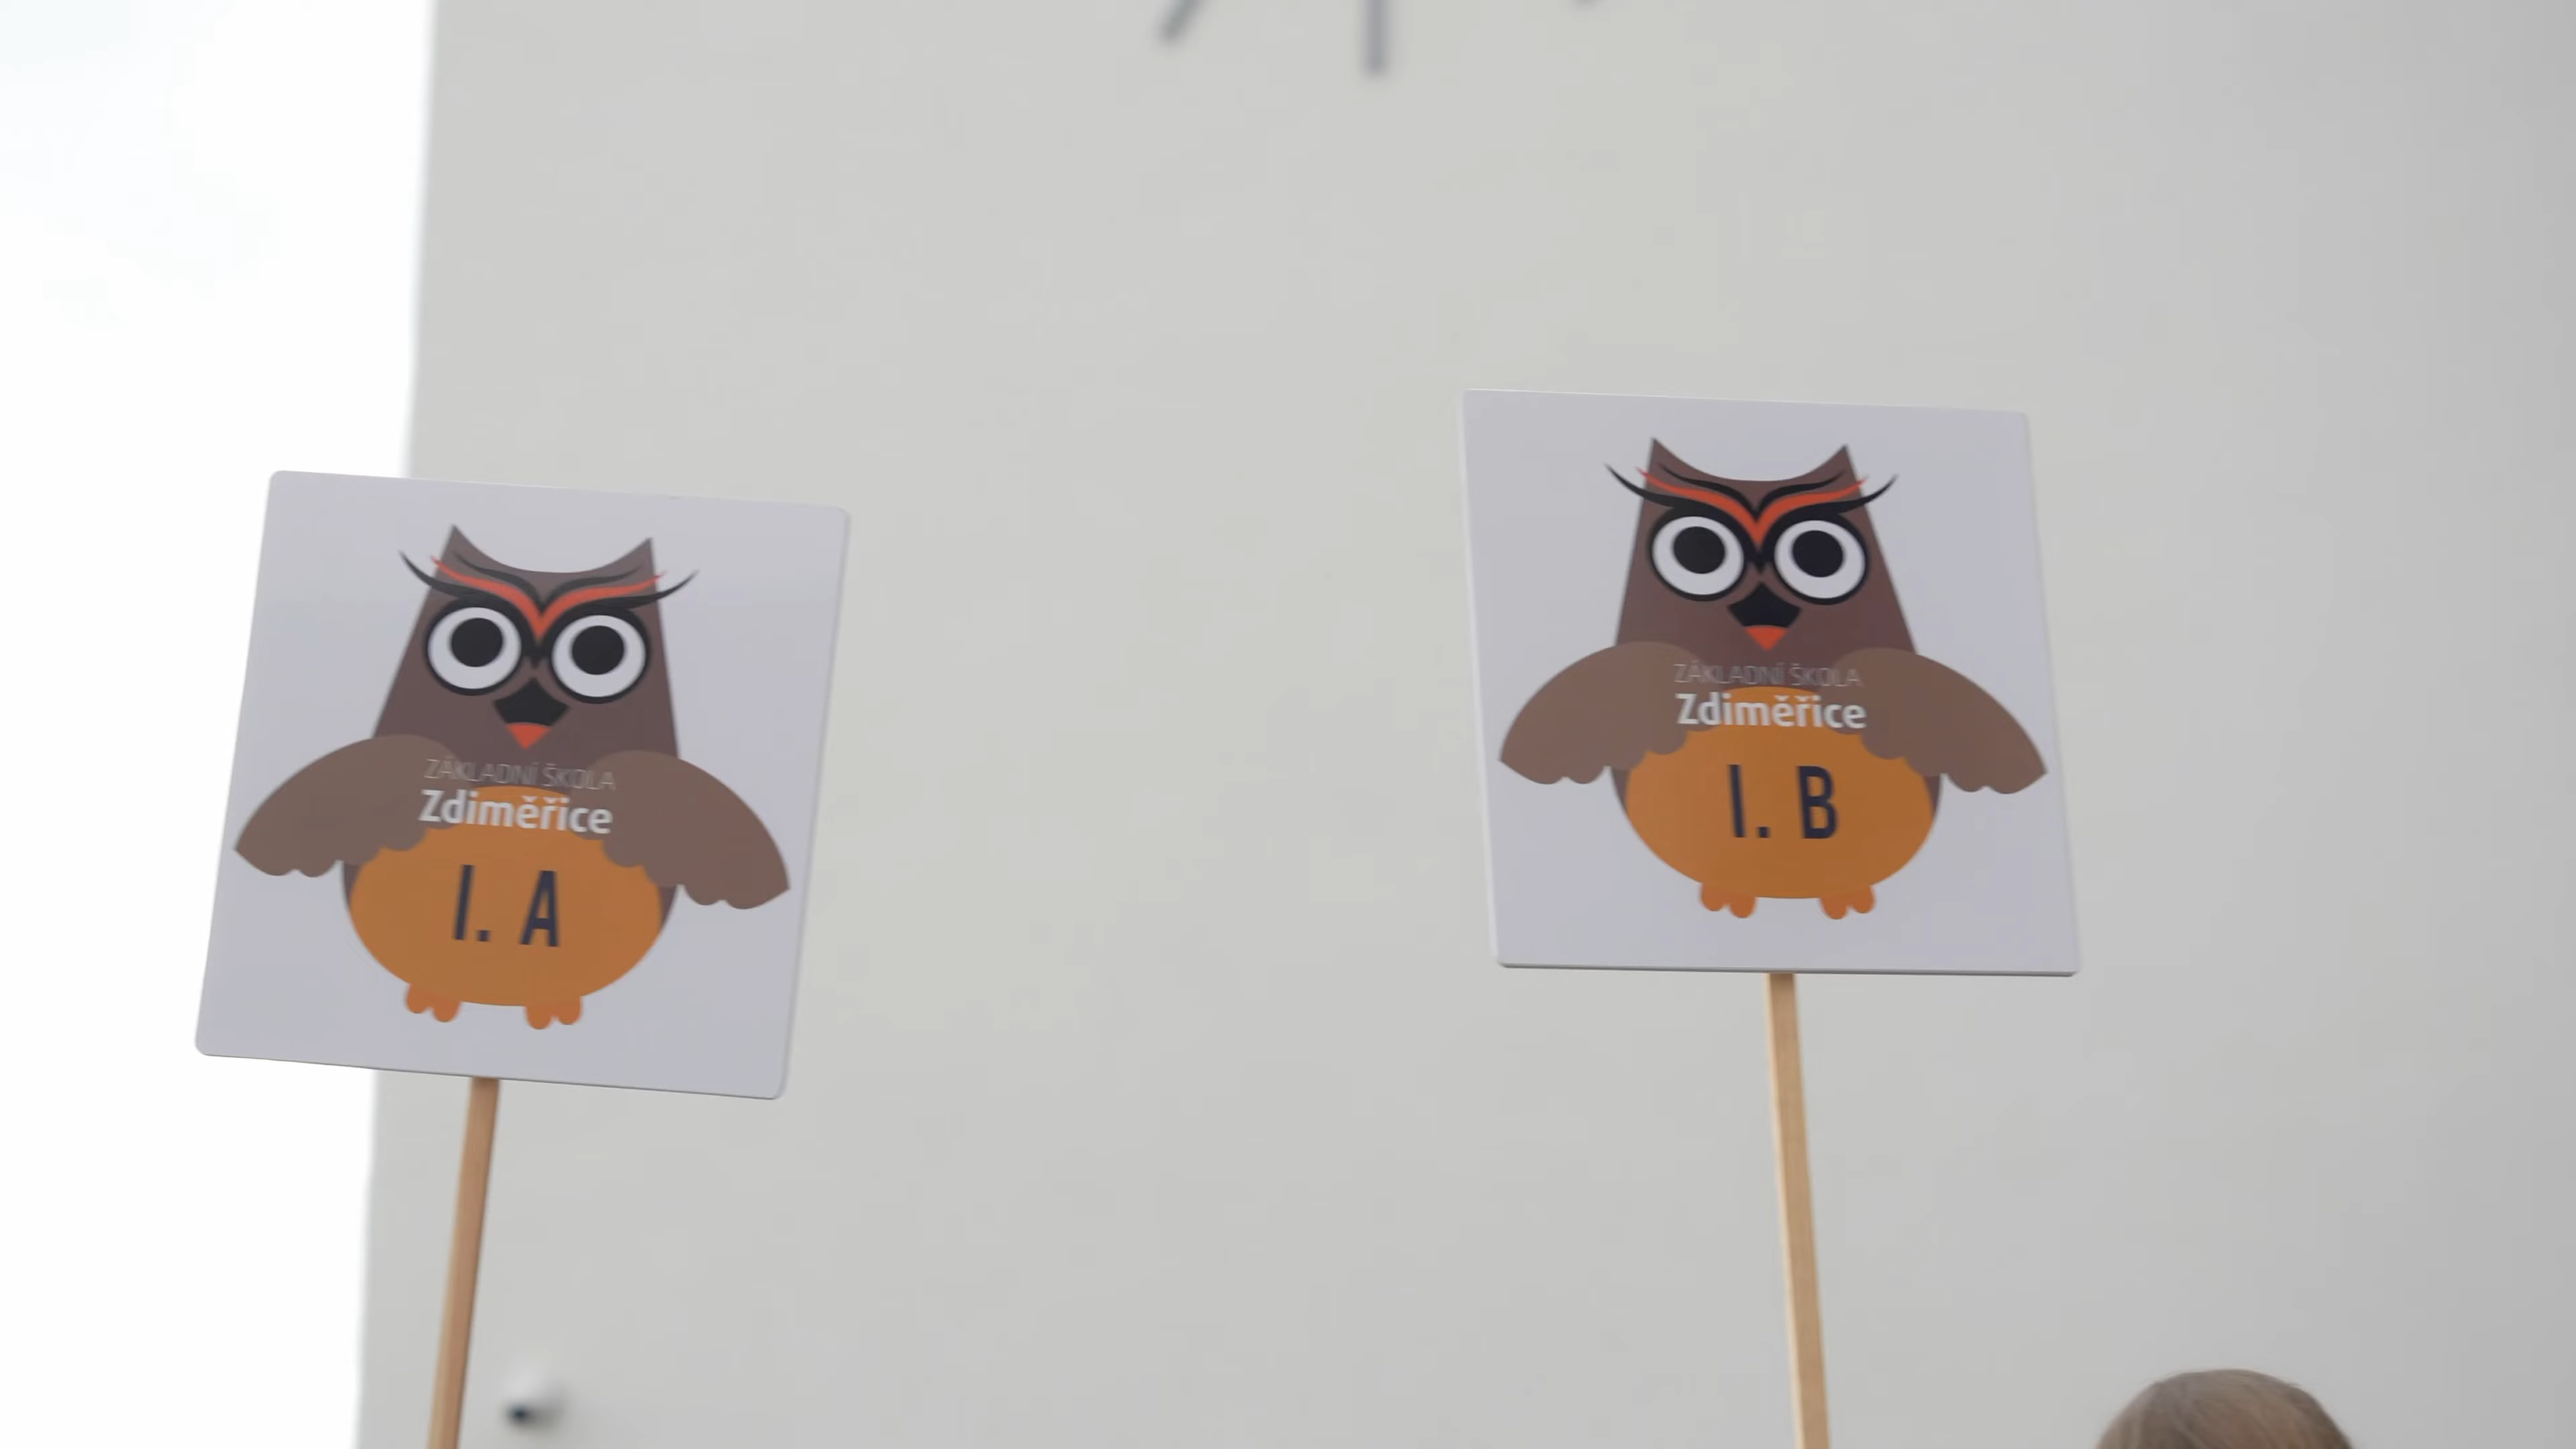 ZÁKLADNÍ ŠKOLA
Zdiměřice
I. A
ZÁKLADNÍ ŠKOLA
Zdiměřice
I. B